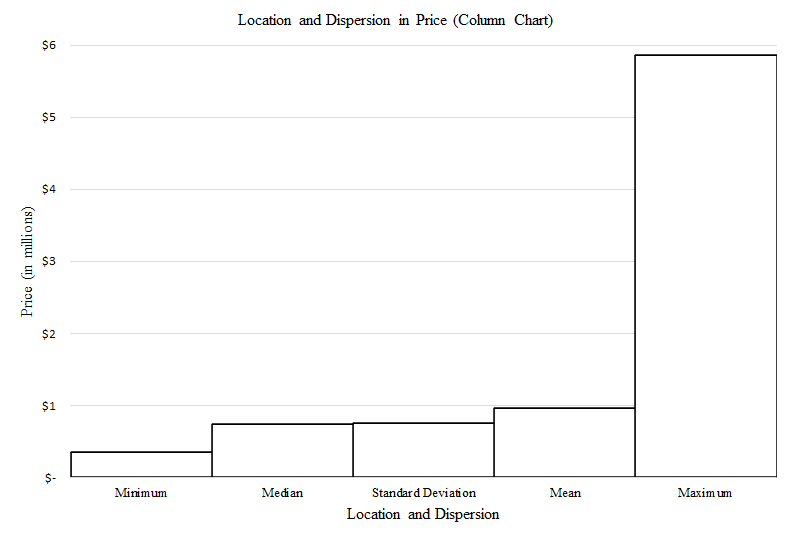 Location and Dispersion in Price (Column Chart)
$6
$5
$4
$3
$2
$1
$-
Price (in millions)
Minimum
Median
Standard Deviation
Mean
Maximum
Location and Dispersion